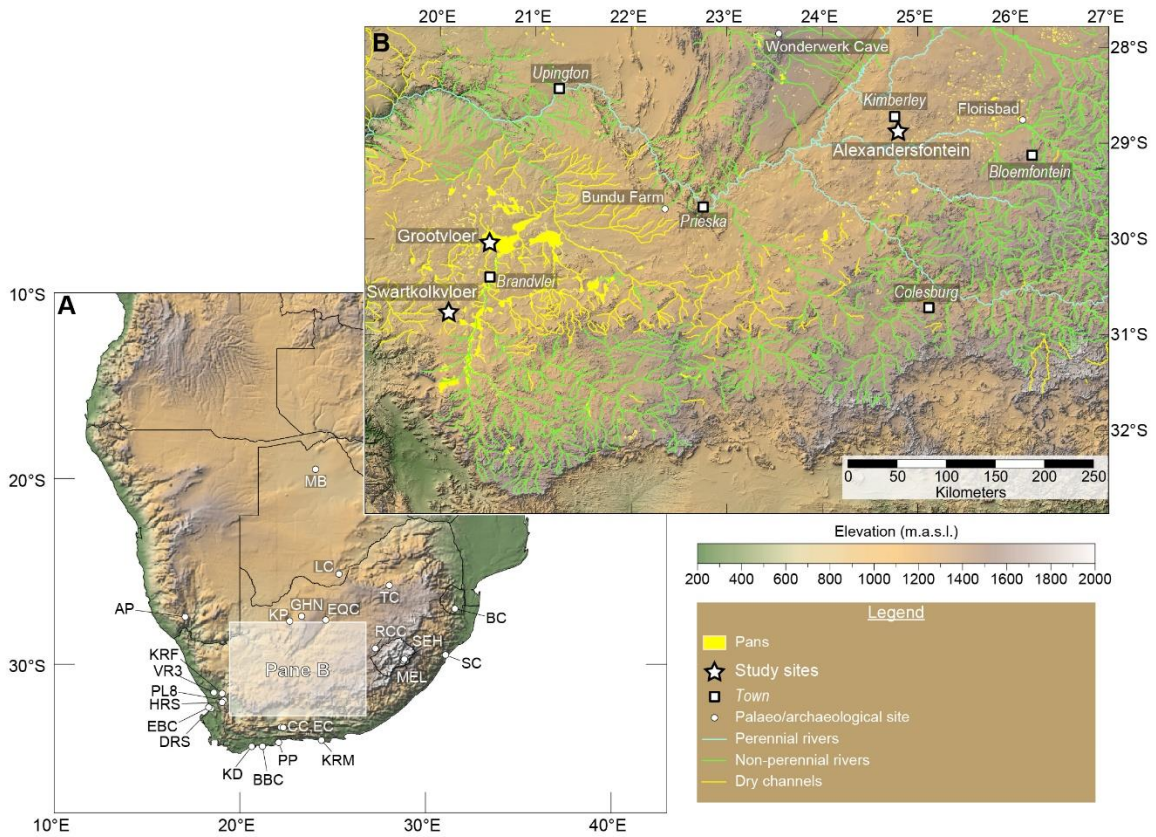 20°E 21°E 22°E 23°E 24°E 25°E 26°E 27°E
B
Wonderwerk Cave
28°S
Upington
Kimberley
Florisbad
29°S
Alexandersfontein
Bloemfontein
Bundu Farm
Prieska
Grootvloer
30°S
Brandvlei
Swartkolkvloer
Colesburg
31°S
32°S
0 50 100 150 200 250
Kilometers
10°S
A
20°S
30°S
MB
LC
TC
AP
GHN
KP
EQC
BC
RCC
SEH
KRF
Pane B
VR3
MEL
SC
PL8
HRS
EBC
CC
EC
DRS
KD
BBC
PP
KRM
10°E 20°E 30°E 40°E
Elevation (m.a.s.l.)
200 400 600 800 1000 1200 1400 1600 1800 2000
Legend
Pans
Study sites
Town
Palaeo/archaeological site
Perennial rivers
Non-perennial rivers
Dry channels